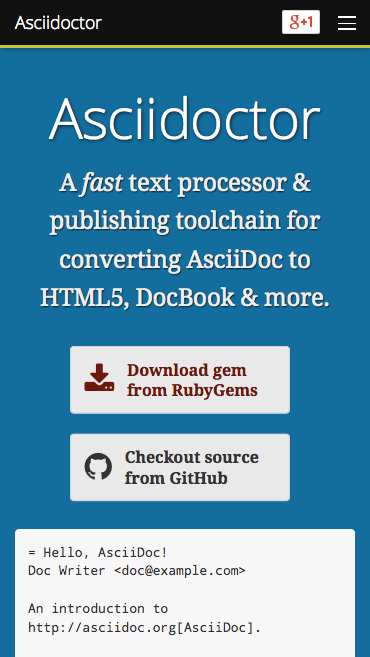 Asciidoctor
g+1
Asciidoctor
A fast text processor &
publishing toolchain for
converting AsciiDoc to
HTML5, DocBook & more.
Download gem
from RubyGems
Checkout source
from GitHub
= Hello, AsciiDoc!
Doc Writer <doc@example.com>
An introduction to
http://asciidoc.org[AsciiDoc].